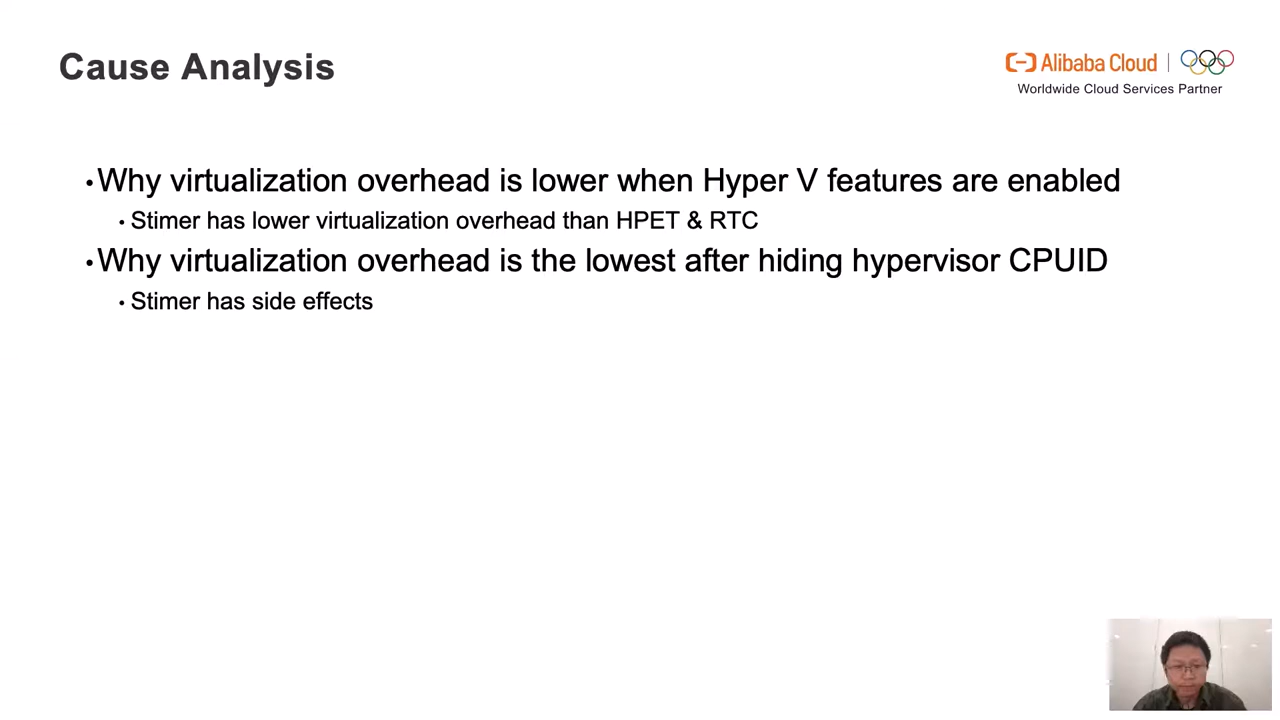 Cause Analysis
Alibaba Cloud
Worldwide Cloud Services Partner
•Why virtualization overhead is lower when Hyper V features are enabled
• Stimer has lower virtualization overhead than HPET & RTC
•Why virtualization overhead is the lowest after hiding hypervisor CPUID
• Stimer has side effects